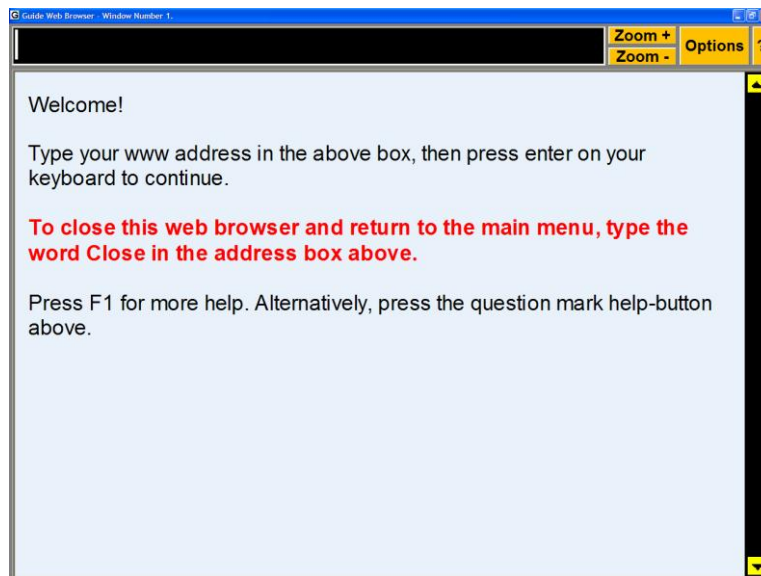 Guide Web Browser - Window Number 1.
Zoom +
Zoom -
Options
?
Welcome!
Type your www address in the above box, then press enter on your
keyboard to continue.
To close this web browser and return to the main menu, type the
word Close in the address box above.
Press F1 for more help. Alternatively, press the question mark help-button
above.